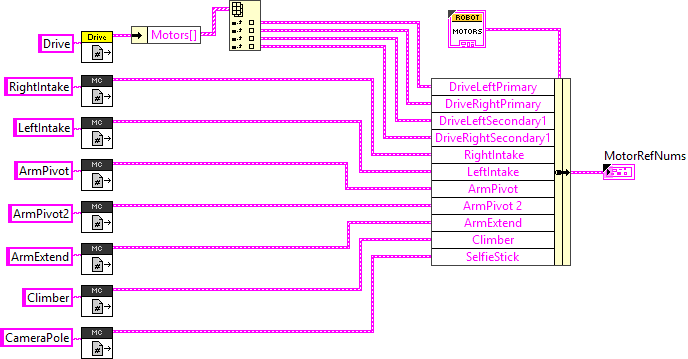 Drive
Drive
#
Motors[]
ROBOT
MOTORS
RightIntake
MC
#
LeftIntake
MC
#
ArmPivot
MC
#
ArmPivot2
MC
#
ArmExtend
MC
#
Climber
MC
#
CameraPole
MC
#
DriveLeftPrimary
DriveRightPrimary
DriveLeftSecondary1
DriveRightSecondary1
RightIntake
LeftIntake
ArmPivot
ArmPivot 2
ArmExtend
Climber
SelfieStick
MotorRefNums